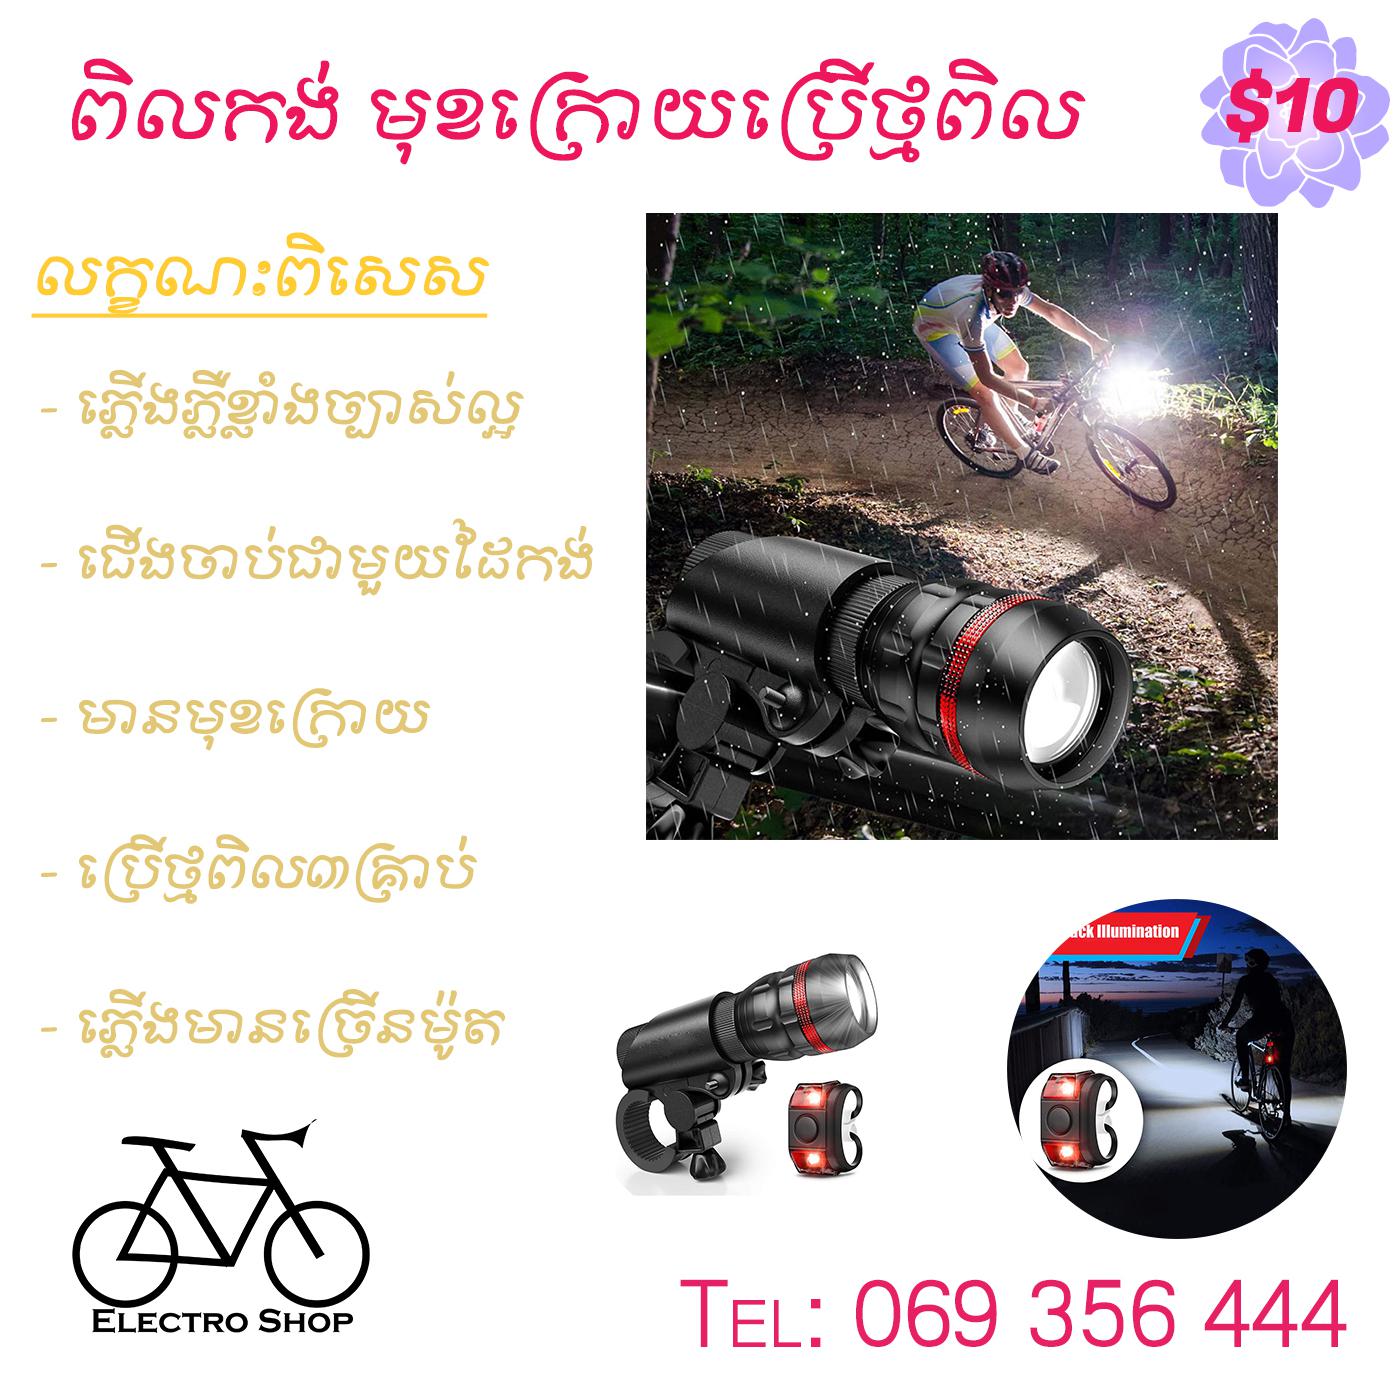 ពិលកង់ មុខក្រោយប្រើថ្មពិល
$10
លក្ខណៈពិសេស
- ភ្លើងភ្លឺខ្លាំងច្បាស់ល្អ
- ជើងចាប់ជាមួយដៃកង់
- មានមុខក្រោយ
- ប្រើថ្មពិល៣គ្រាប់
- ភ្លើងមានច្រើនម៉ូត
Illumination
ELECTRO SHOP
TEL: 069 356 444